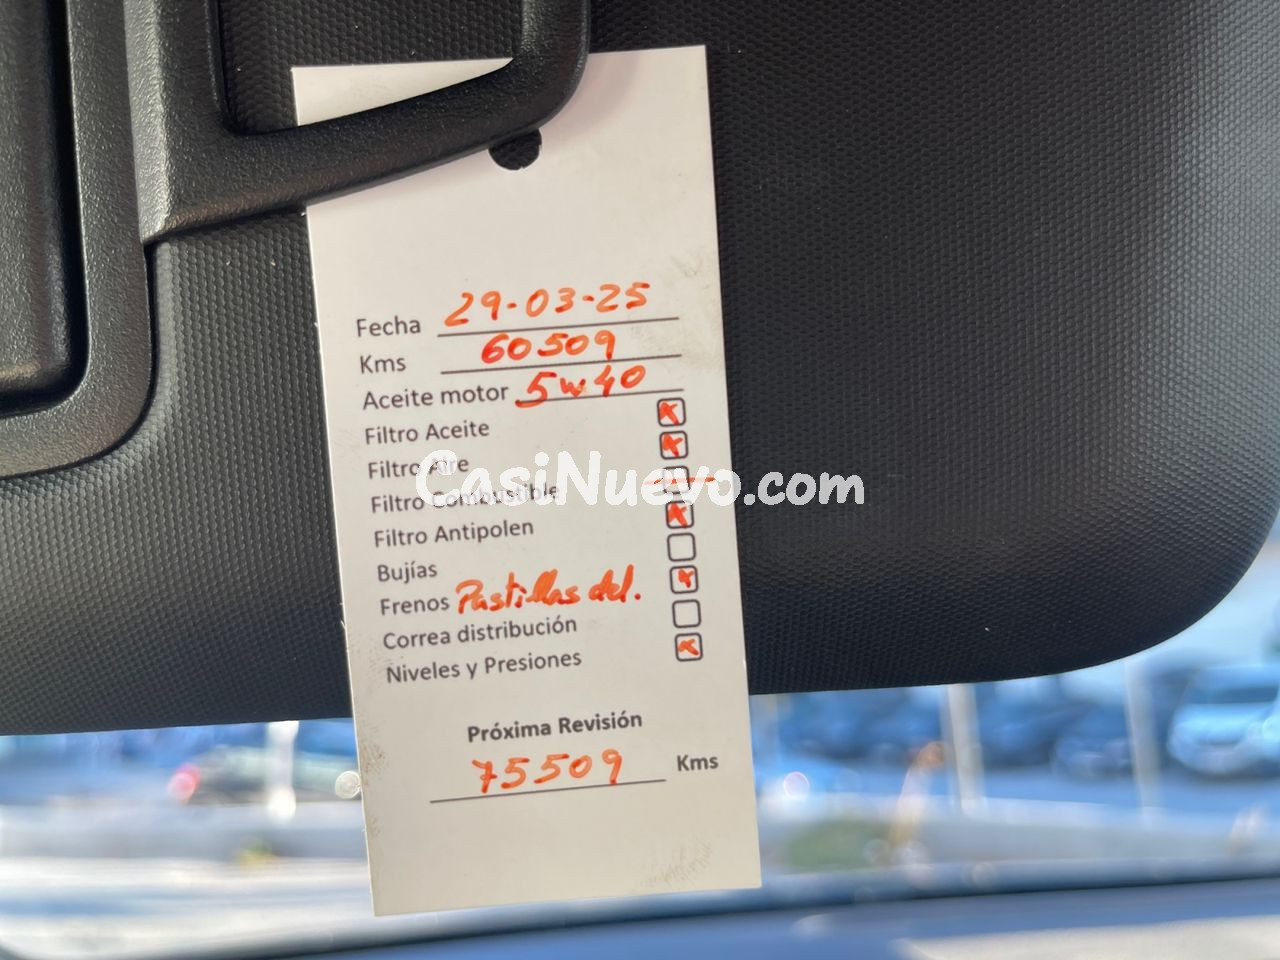 Fecha 29-03-25
Kms 60509
Aceite motor 5w40
Filtro Aceite
Filtro Aire
Filtro Combustible
CasiNuevo.com
Filtro Antipolen
Bujías
Frenos Pastillas del.
Correa distribución
Niveles y Presiones
Próxima Revisión
75509 Kms